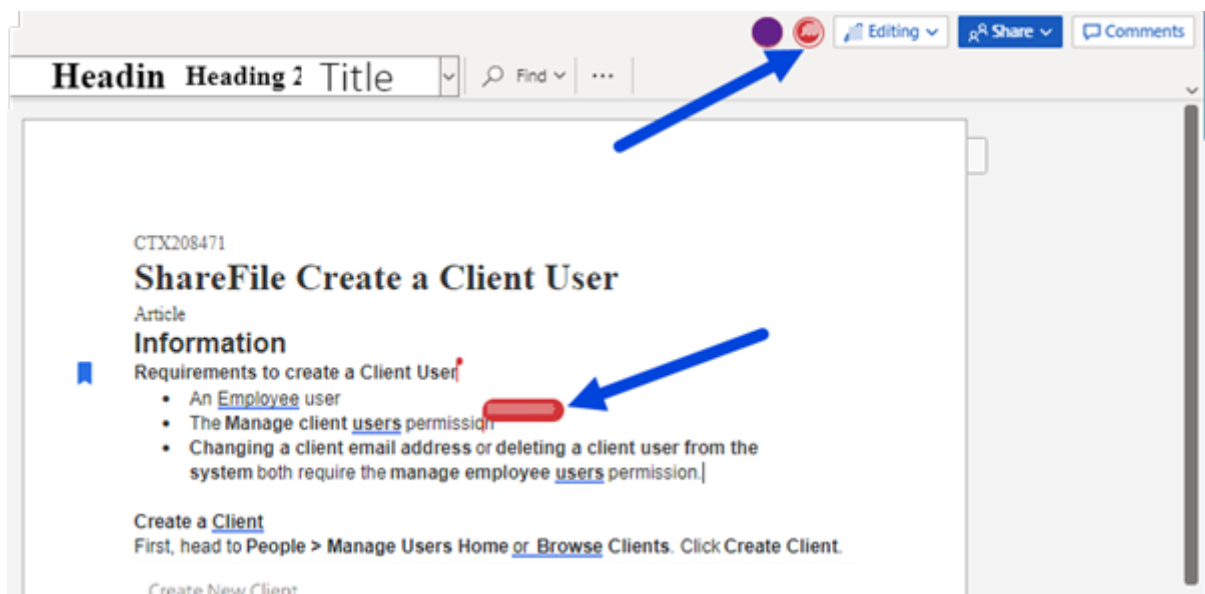 Editing Share Comments
Headin Heading 2 Title Find ...
CTX208471
ShareFile Create a Client User
Article
Information
Requirements to create a Client User
• An Employee user
• The Manage client users permission
• Changing a client email address or deleting a client user from the
system both require the manage employee users permission.
Create a Client
First, head to People > Manage Users Home or Browse Clients. Click Create Client.
Create New Client